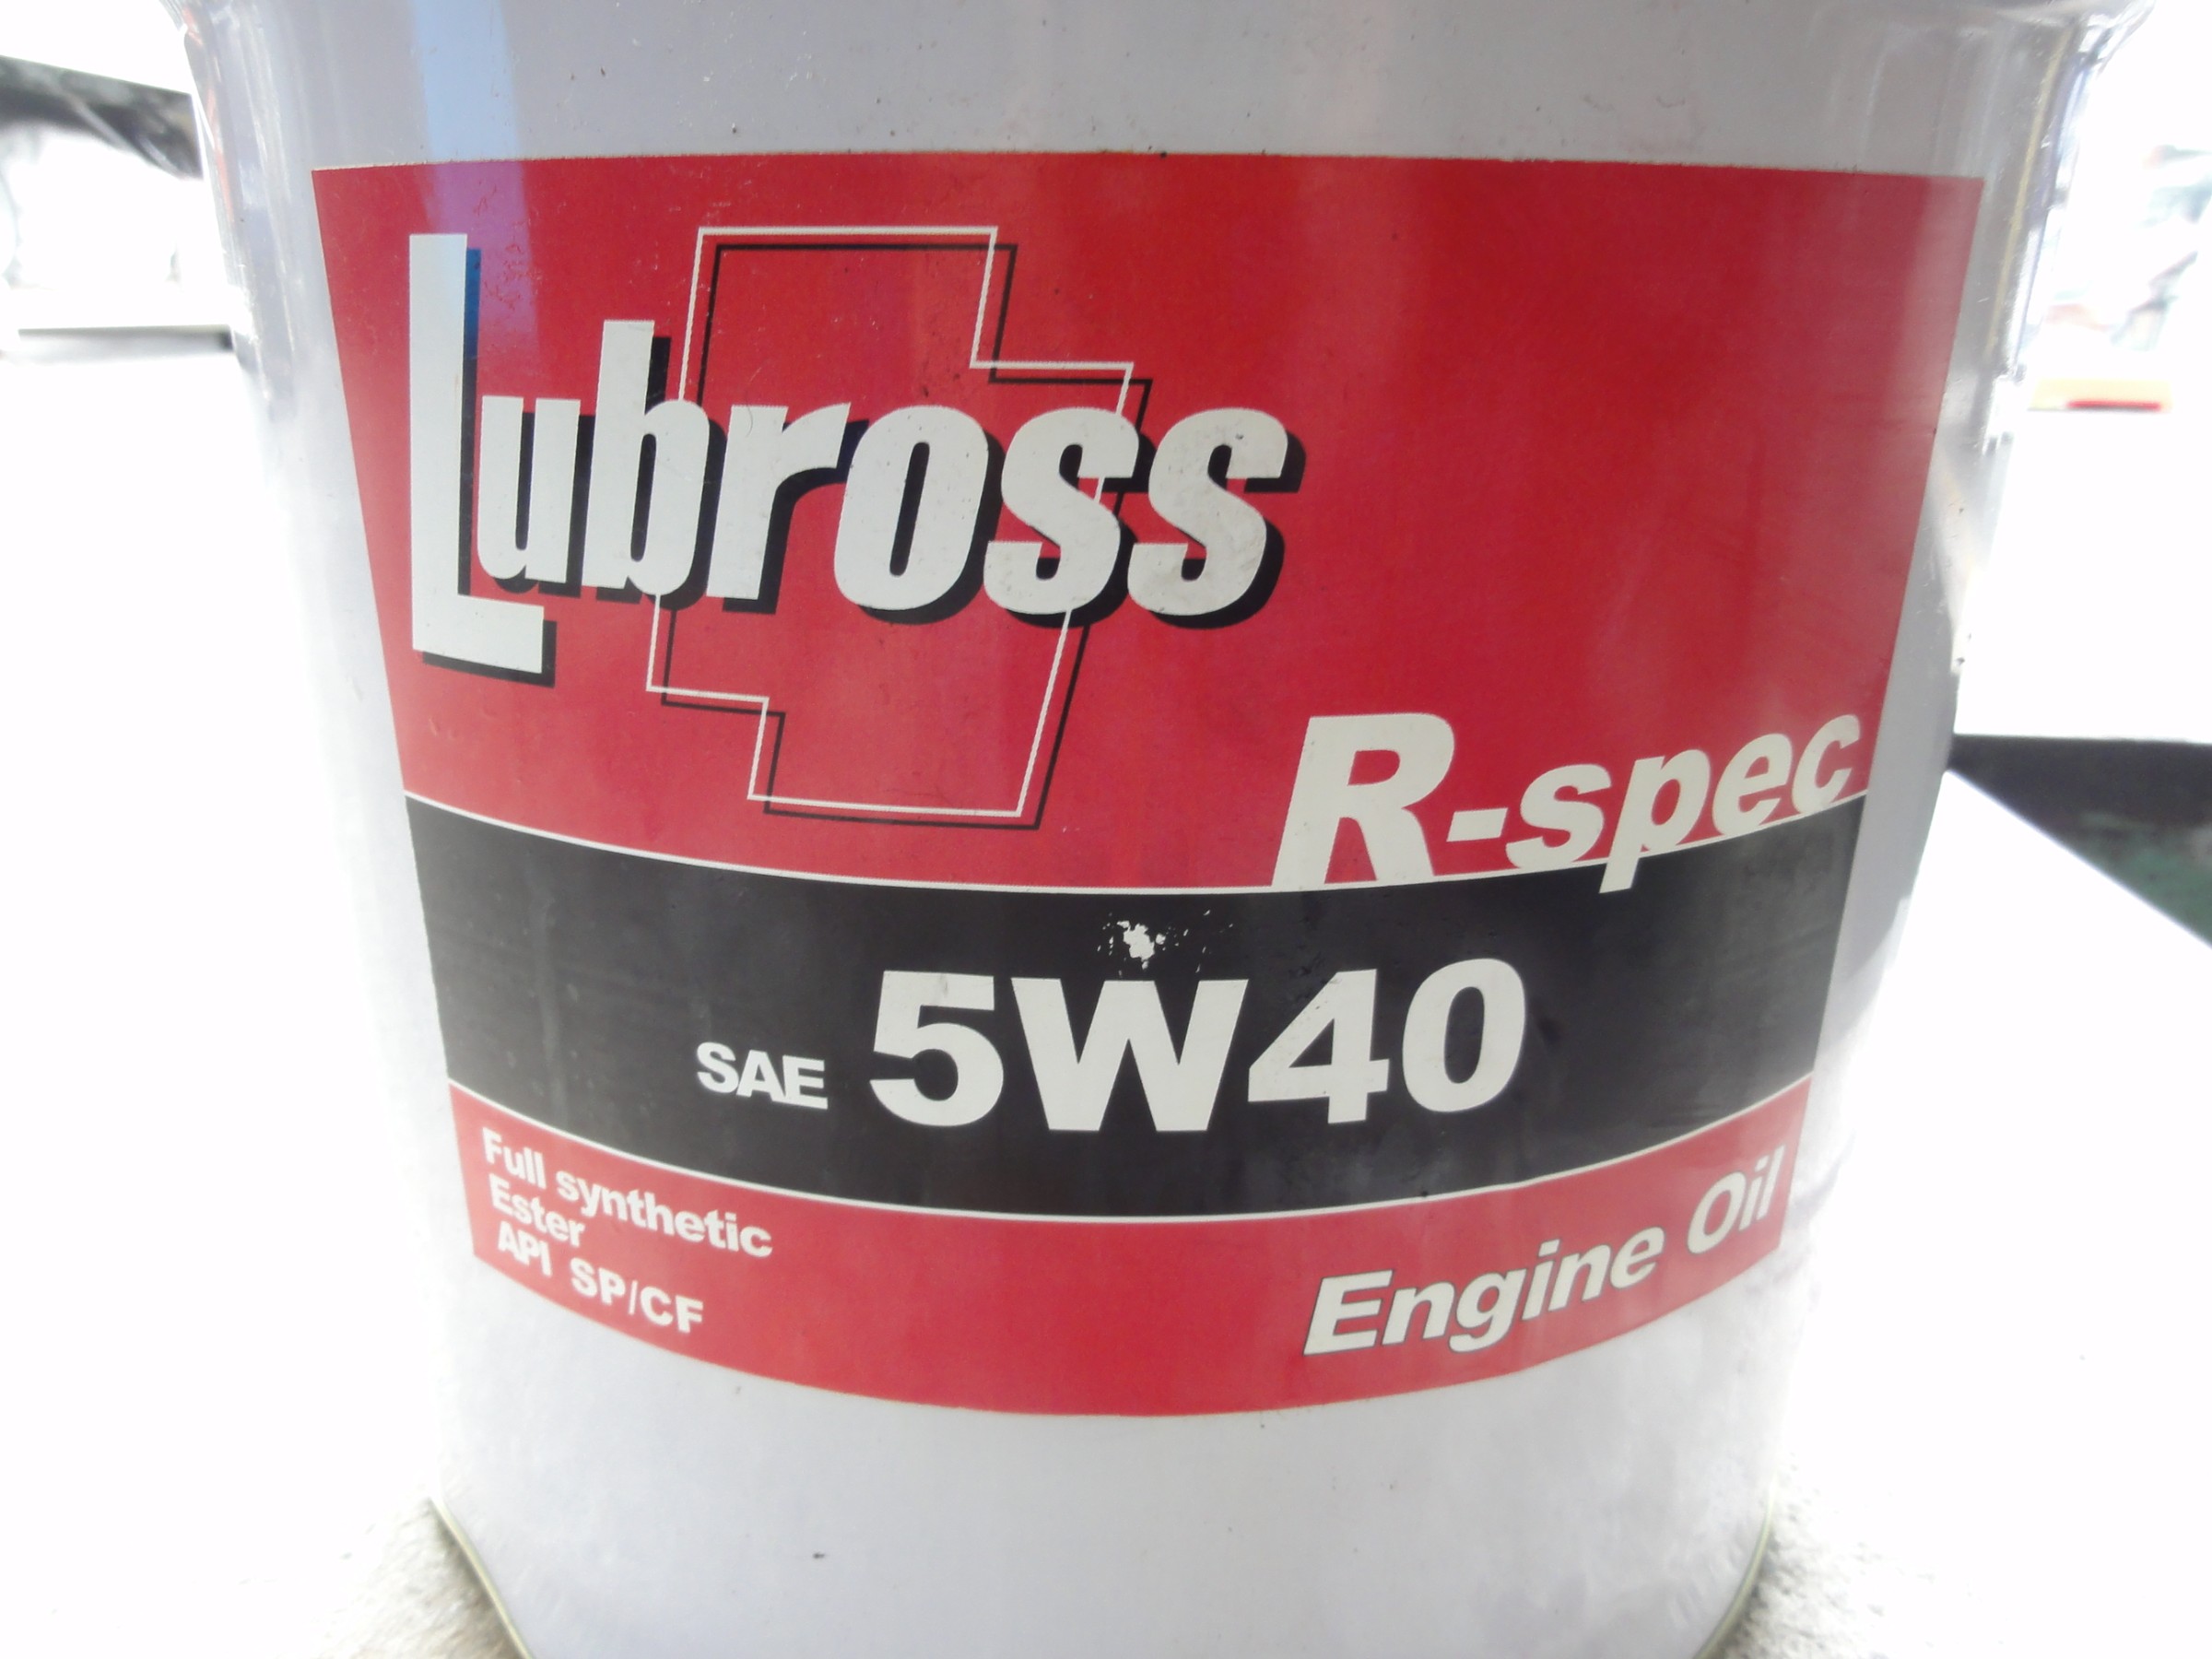 Lubross
R-spec
SAE 5W40
Full synthetic
Ester
API SP/CF
Engine Oil